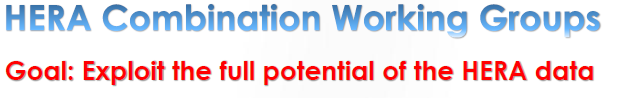 HERA Combination Working Groups
Goal: Exploit the full potential of the HERA data